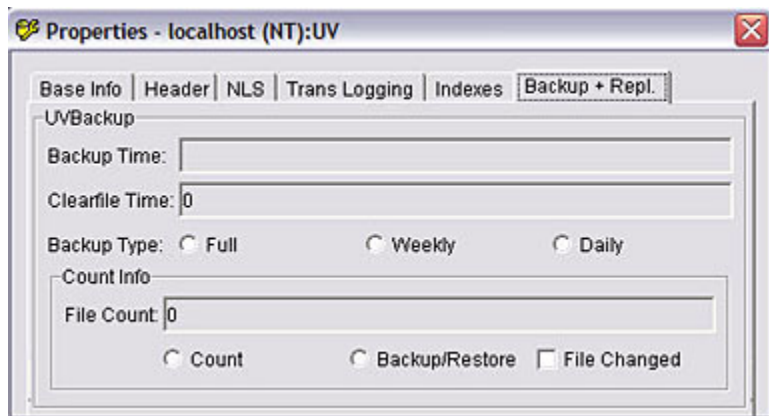 Properties - localhost (NT):UV
Base Info Header NLS Trans Logging Indexes Backup + Repl.
UVBackup
Backup Time:
Clearfile Time: 0
Backup Type: Full Weekly Daily
Count Info
File Count: 0
Count Backup/Restore File Changed